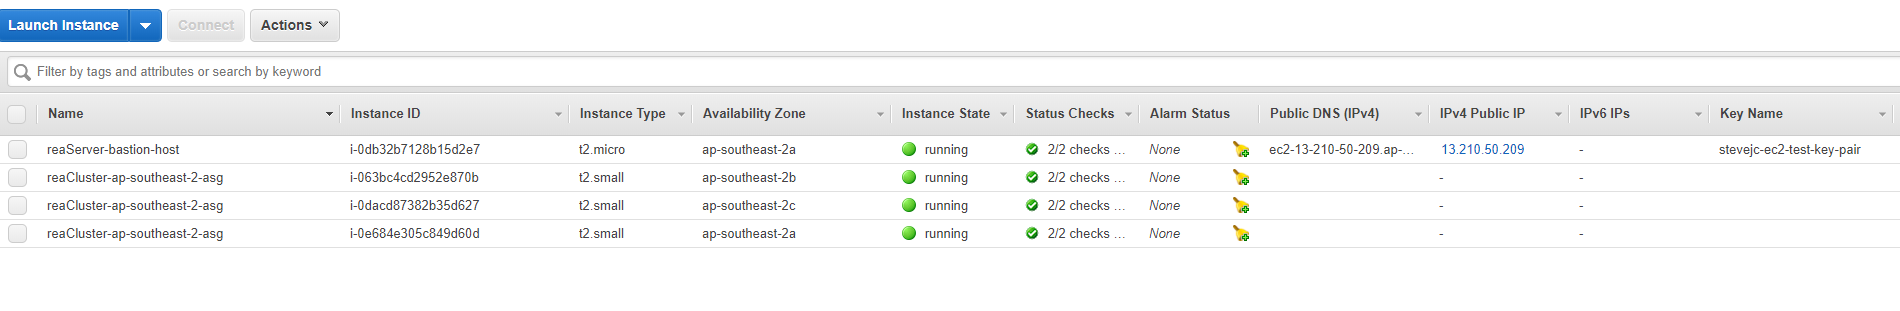 Launch Instance Connect Actions
Filter by tags and attributes or search by keyword
Name Instance ID Instance Type Availability Zone Instance State Status Checks Alarm Status Public DNS (IPv4) IPv4 Public IP IPv6 IPs Key Name
reaServer-bastion-host i-0db32b7128b15d2e7 t2.micro ap-southeast-2a running 2/2 checks ... None ec2-13-210-50-209.ap-... 13.210.50.209 - stevejc-ec2-test-key-pair
reaCluster-ap-southeast-2-asg i-063bc4cd2952e870b t2.small ap-southeast-2b running 2/2 checks ... None - -
reaCluster-ap-southeast-2-asg i-0dacd87382b35d627 t2.small ap-southeast-2c running 2/2 checks ... None - -
reaCluster-ap-southeast-2-asg i-0e684e305c849d60d t2.small ap-southeast-2a running 2/2 checks ... None - -